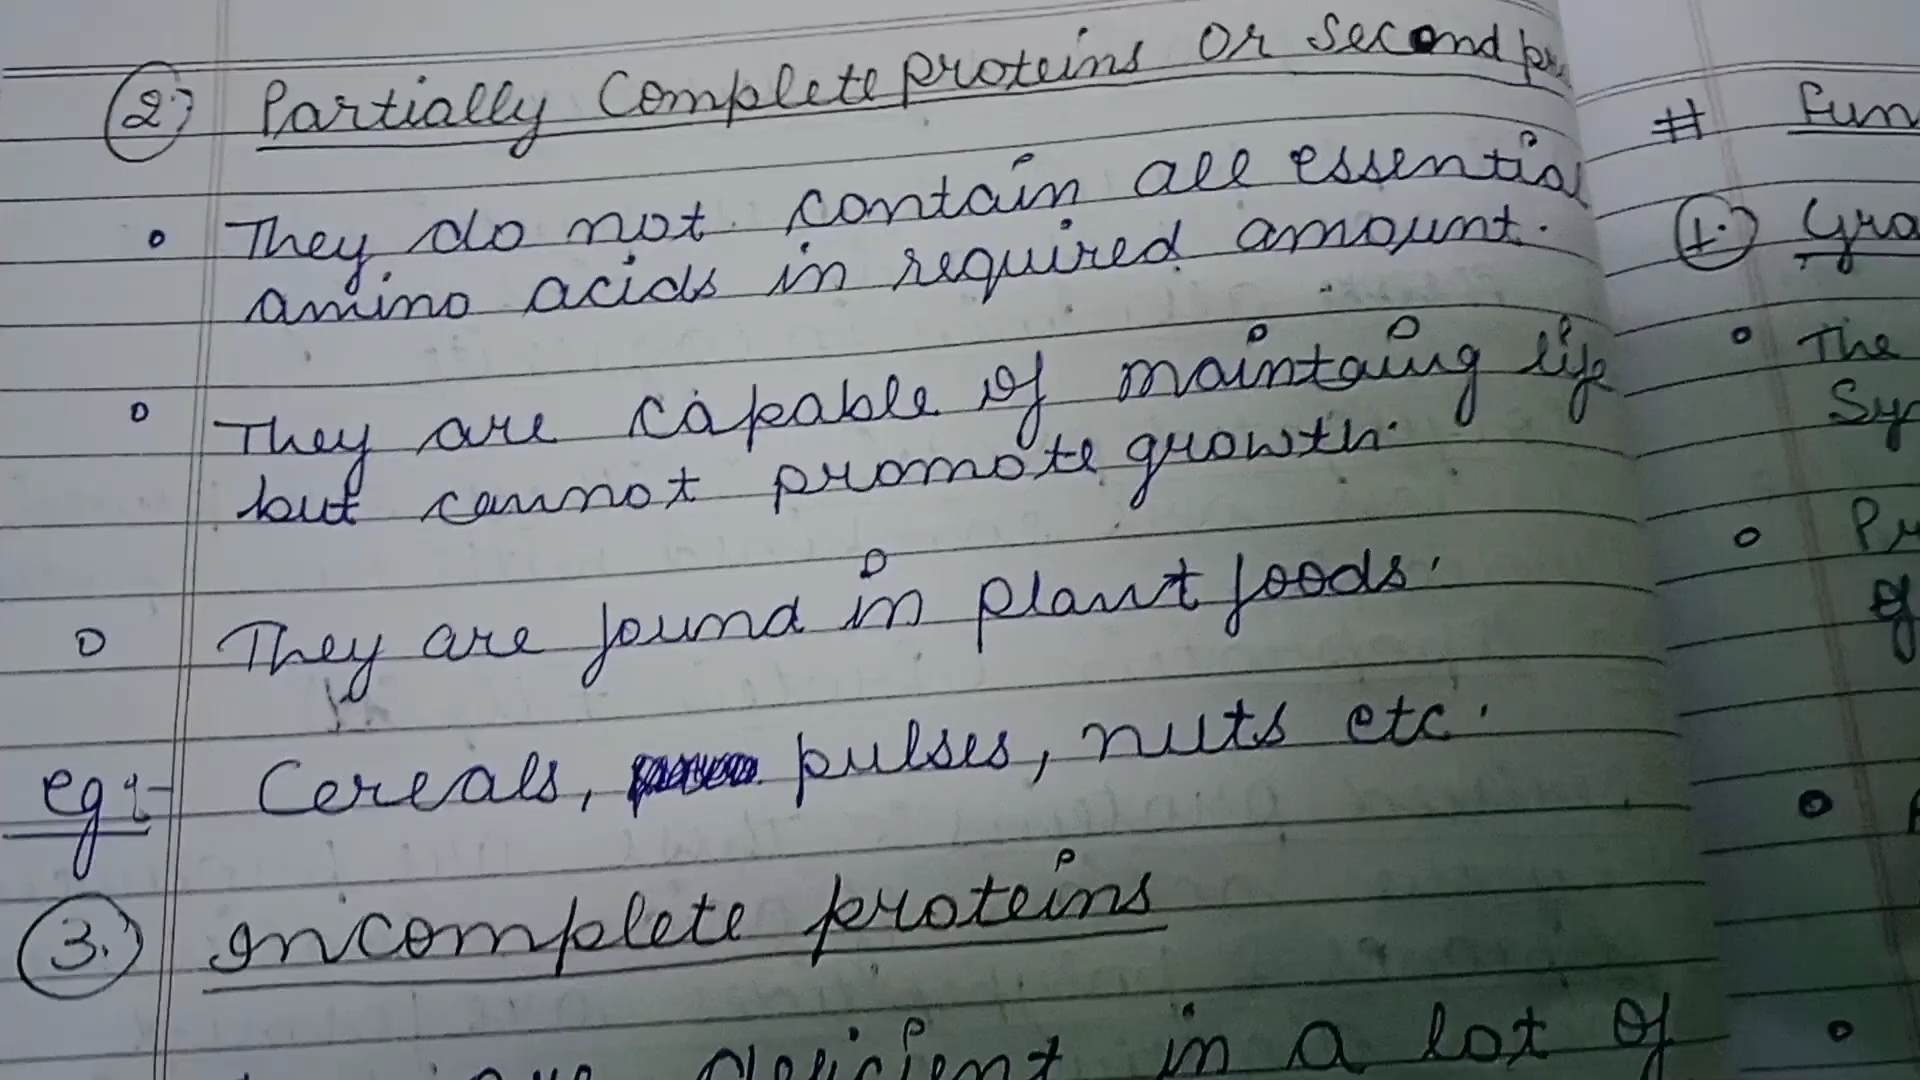 2. Partially Complete proteins or Second
They do not contain all essential
amino acids in required amount.
They are capable of maintaing life
but cannot promote growth.
They are found in plant foods.
eg:- Cereals, pulses, nuts etc.
3. Incomplete proteins
deficient in a lot of
#
1.
The